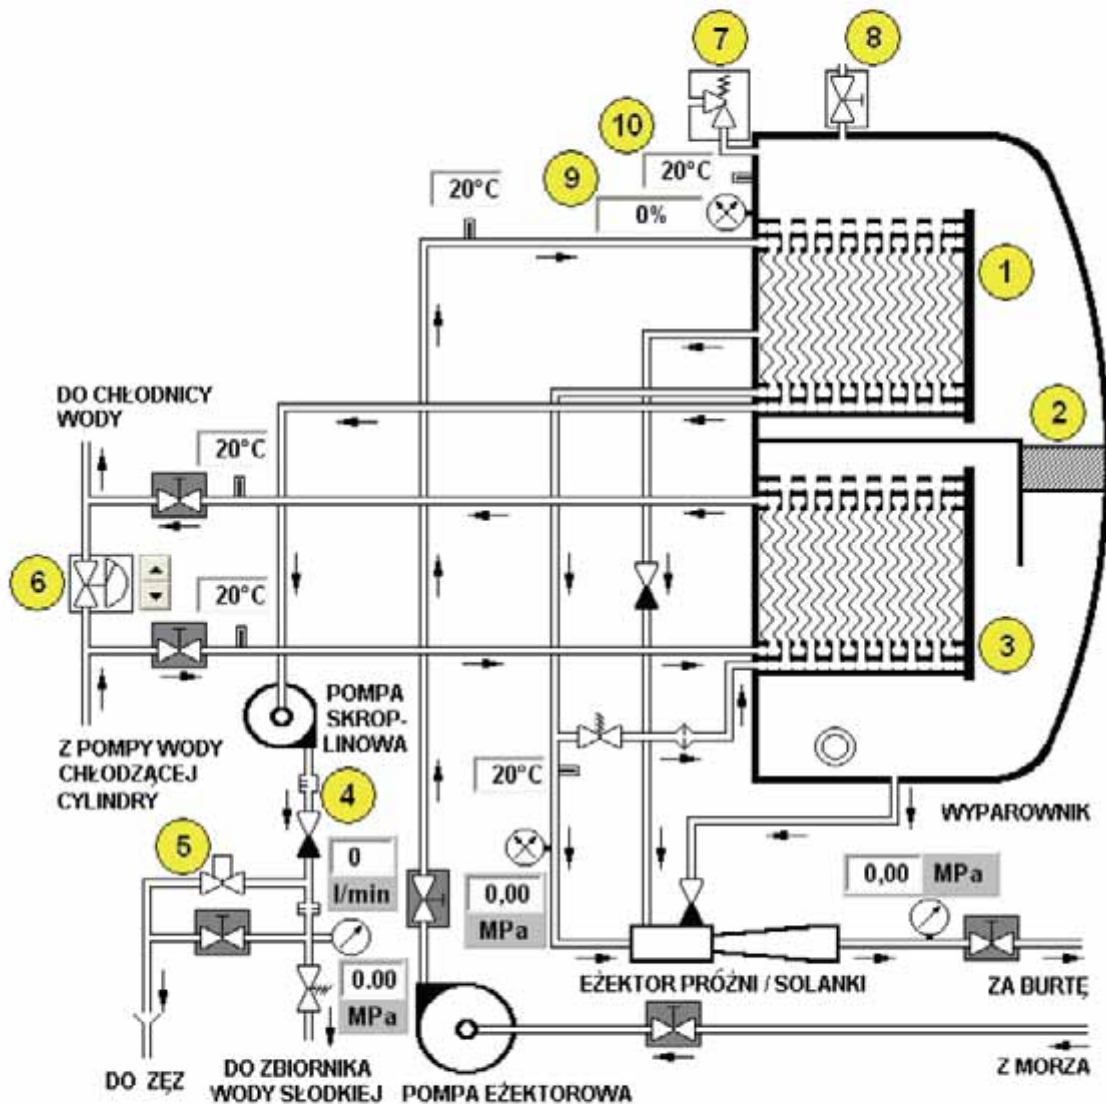 7
8
10
20°C
9
20°C
0%
1
DO CHŁODNICY
WODY
2
20°C
6
20°C
3
POMPA
SKROP-
LINOWA
Z POMPY WODY
CHŁODZĄCEJ
CYLINDRY
20°C
4
WYPAROWNIK
5
0
l/min
0,00
MPa
0,00 MPa
0.00
MPa
EŻEKTOR PRÓŻNI / SOLANKI
ZA BURTĘ
DO ZĘZ
DO ZBIORNIKA
WODY SŁODKIEJ
POMPA EŻEKTOROWA
Z MORZA